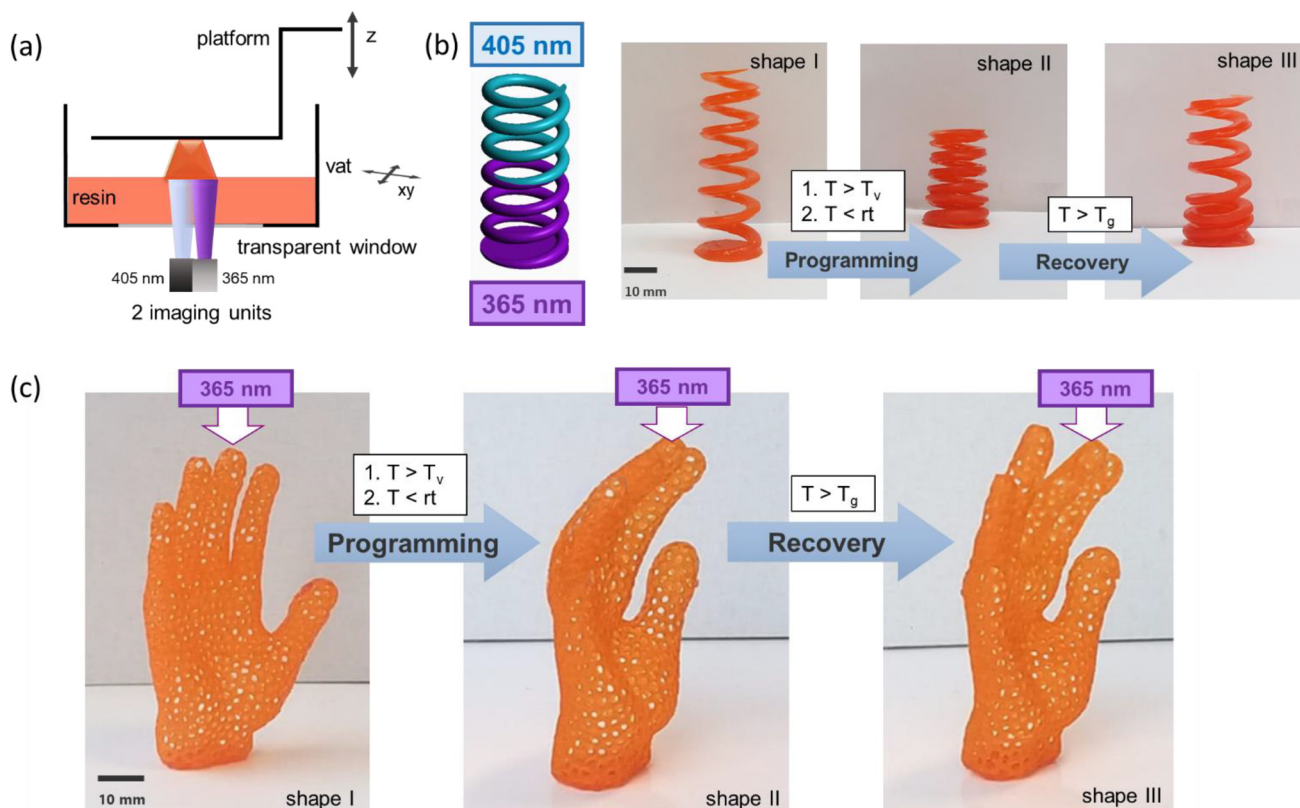 (a)
platform
z
resin
vat
xy
transparent window
405 nm
365 nm
2 imaging units
(b)
405 nm
365 nm
shape I
10 mm
1. T > Tᵥ
2. T < rt
Programming
shape II
T > T_g
Recovery
shape III
(c)
365 nm
10 mm
shape I
1. T > Tᵥ
2. T < rt
Programming
365 nm
shape II
T > T_g
Recovery
365 nm
shape III